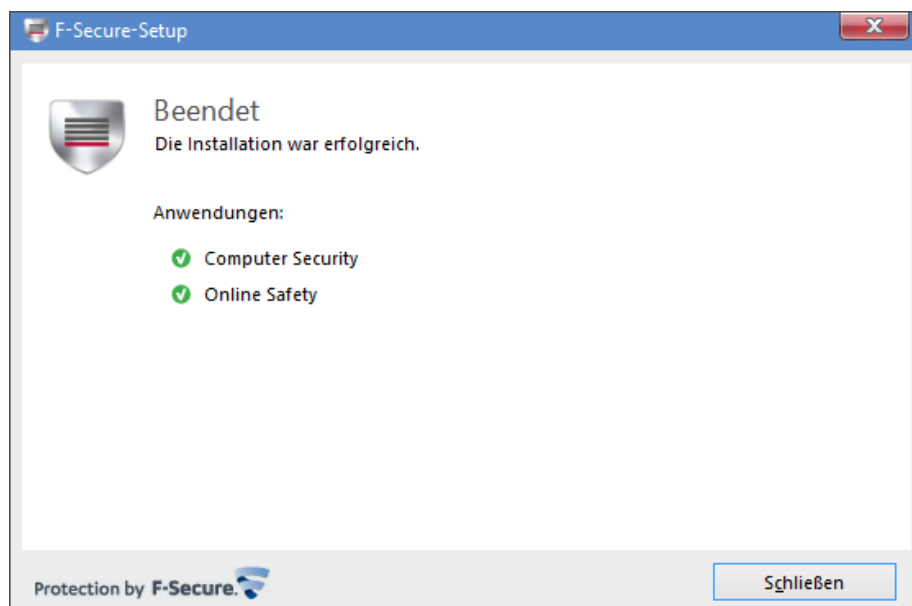 F-Secure-Setup
Beendet
Die Installation war erfolgreich.
Anwendungen:
Computer Security
Online Safety
Protection by F-Secure.
Schließen